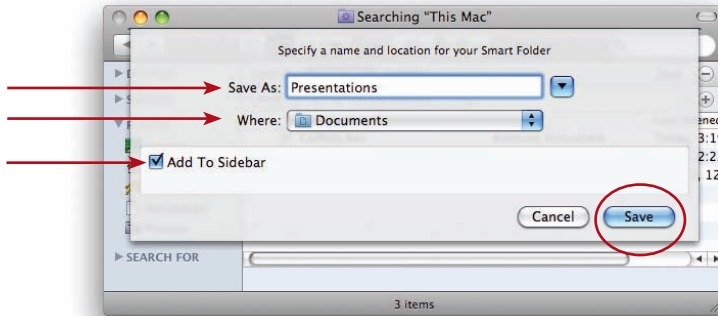 Searching "This Mac"
Specify a name and location for your Smart Folder
Save As: Presentations
Where: Documents
Add To Sidebar
Cancel Save
SEARCH FOR
3 items